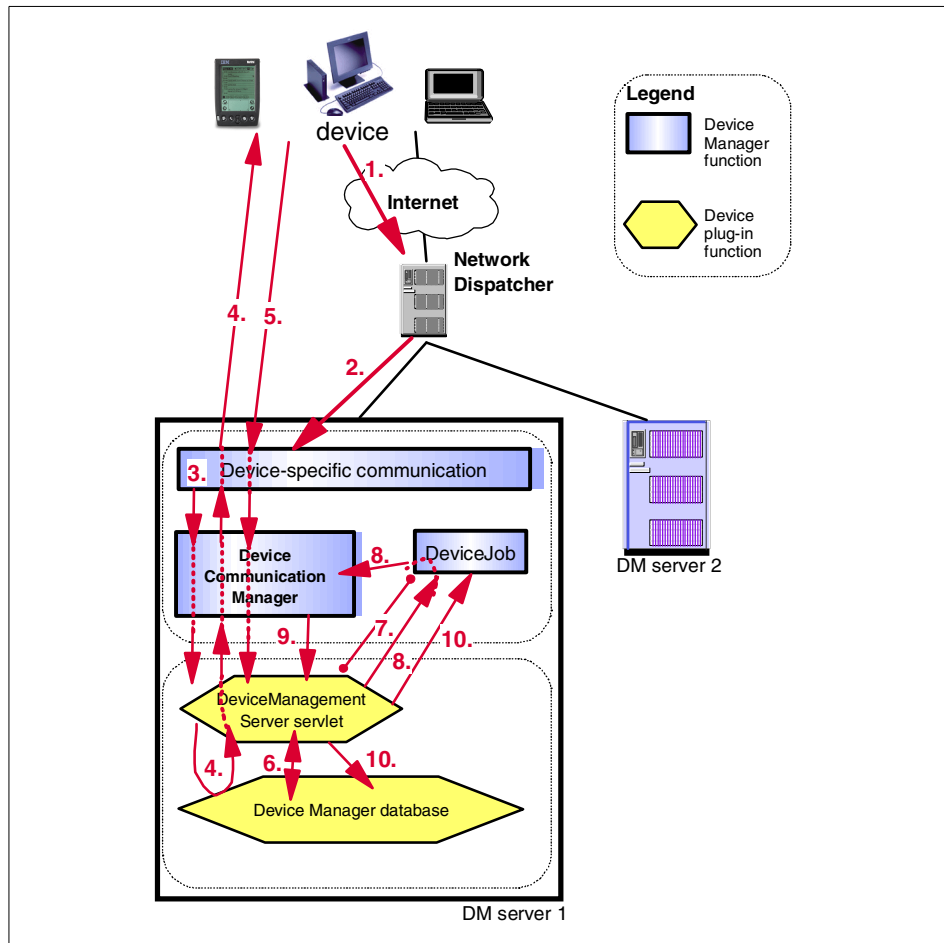 IBM
device
1.
Internet
Network
Dispatcher
Legend
Device
Manager
function
Device
plug-in
function
4.
5.
2.
3.
Device-specific communication
Device
Communication
Manager
8.
DeviceJob
DM server 2
9.
7.
8.
10.
DeviceManagement
Server servlet
4.
6.
10.
Device Manager database
DM server 1